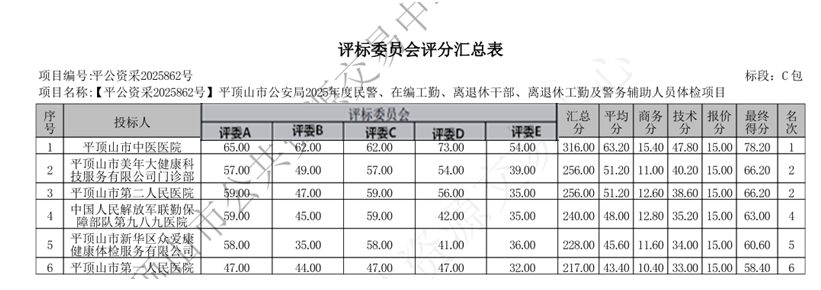 评标委员会评分汇总表
项目编号:平公资采2025862号 标段: C 包
项目名称:【平公资采2025862号】平顶山市公安局2025年度民警、在编工勤、离退休干部、离退休工勤及警务辅助人员体检项目
序号 投标人 评标委员会 汇总分 平均分 商务分 技术分 报价分 最终得分 名次
评委A 评委B 评委C 评委D 评委E
1 平顶山市中医医院 65.00 62.00 62.00 73.00 54.00 316.00 63.20 15.40 47.80 15.00 78.20 1
2 平顶山市美年大健康科技服务有限公司门诊部 57.00 49.00 57.00 54.00 39.00 256.00 51.20 11.00 40.20 15.00 66.20 2
3 平顶山市第二人民医院 59.00 47.00 59.00 56.00 35.00 256.00 51.20 12.60 38.60 15.00 66.20 2
4 中国人民解放军联勤保障部队第九八九医院 59.00 45.00 59.00 42.00 35.00 240.00 48.00 12.80 35.20 15.00 63.00 4
5 平顶山市新华区众爱康健康体检服务有限公司 58.00 35.00 58.00 41.00 36.00 228.00 45.60 11.60 34.00 15.00 60.60 5
6 平顶山市第一人民医院 47.00 44.00 47.00 47.00 32.00 217.00 43.40 10.40 33.00 15.00 58.40 6